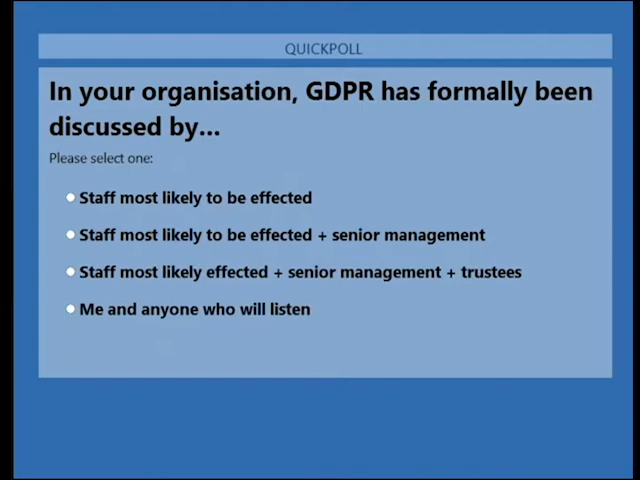 QUICKPOLL
In your organisation, GDPR has formally been
discussed by...
Please select one:
Staff most likely to be effected
Staff most likely to be effected + senior management
Staff most likely effected + senior management + trustees
Me and anyone who will listen